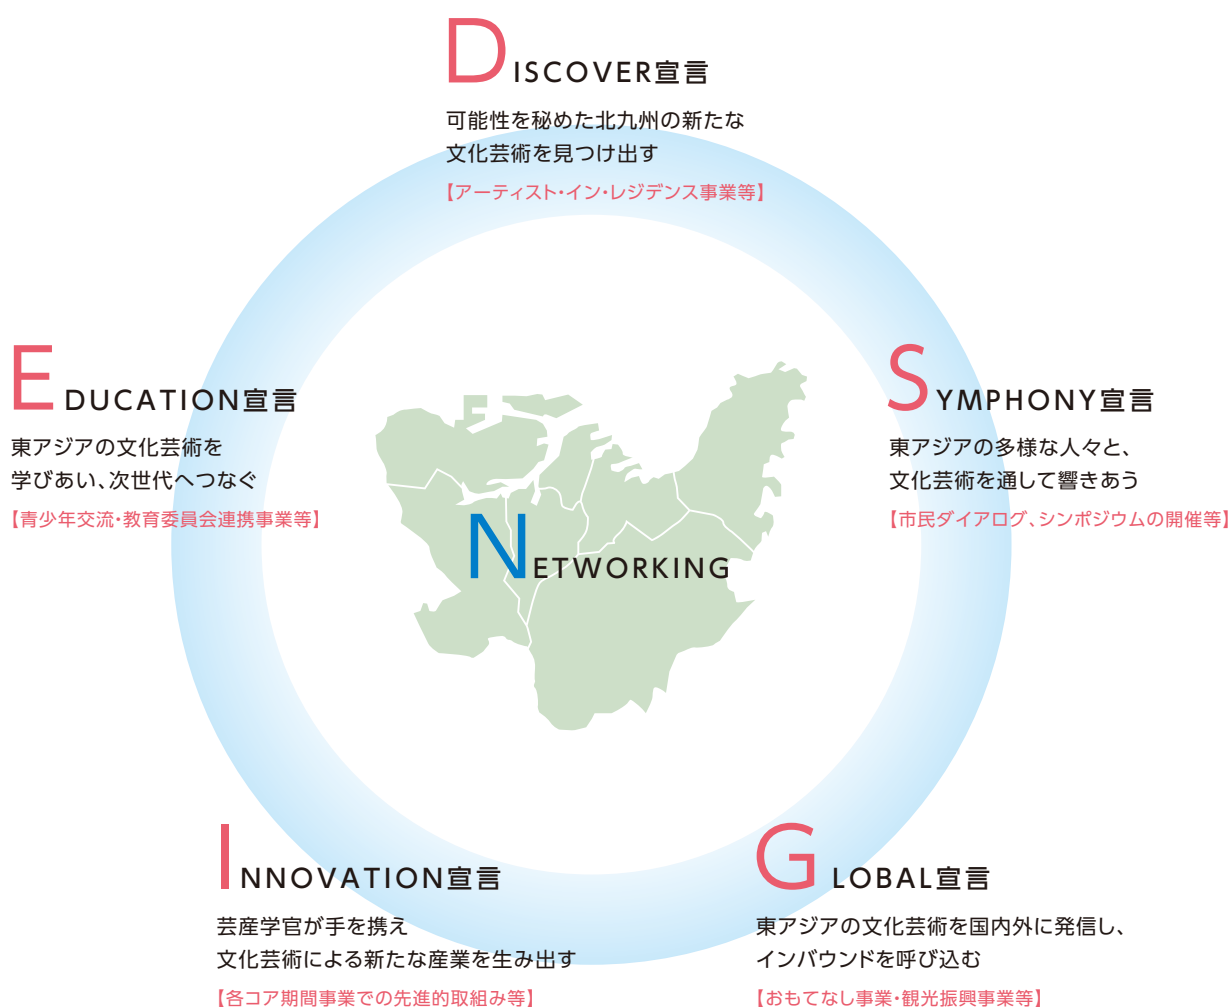 DISCOVER宣言
可能性を秘めた北九州の新たな
文化芸術を見つけ出す
【アーティスト・イン・レジデンス事業等】
EDUCATION宣言
東アジアの文化芸術を
学びあい、次世代へつなぐ
【青少年交流・教育委員会連携事業等】
SYMPHONY宣言
東アジアの多様な人々と、
文化芸術を通して響きあう
【市民ダイアログ、シンポジウムの開催等】
NETWORKING
INNOVATION宣言
芸産学官が手を携え
文化芸術による新たな産業を生み出す
【各コア期間事業での先進的取組み等】
GLOBAL宣言
東アジアの文化芸術を国内外に発信し、
インバウンドを呼び込む
【おもてなし事業・観光振興事業等】